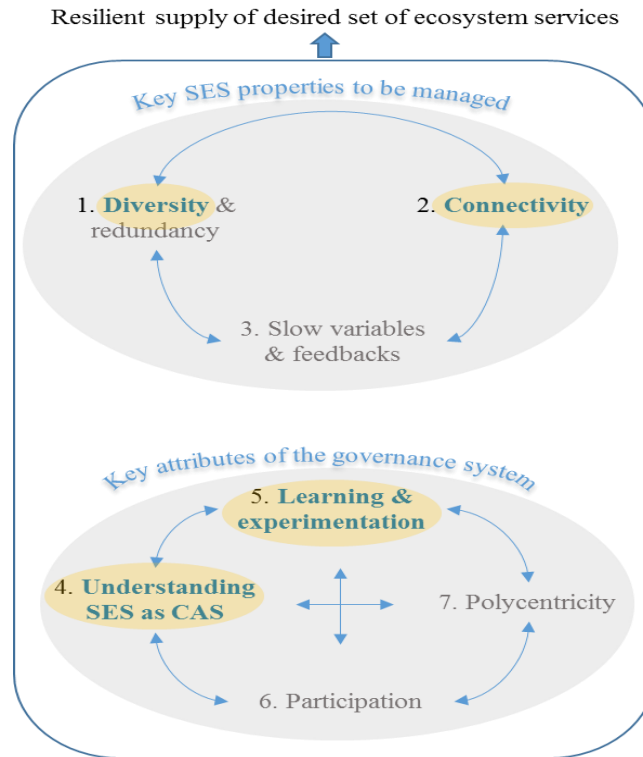 Resilient supply of desired set of ecosystem services
Key SES properties to be managed
1. Diversity &
redundancy
2. Connectivity
3. Slow variables
& feedbacks
Key attributes of the governance system
5. Learning &
experimentation
4. Understanding
SES as CAS
7. Polycentricity
6. Participation